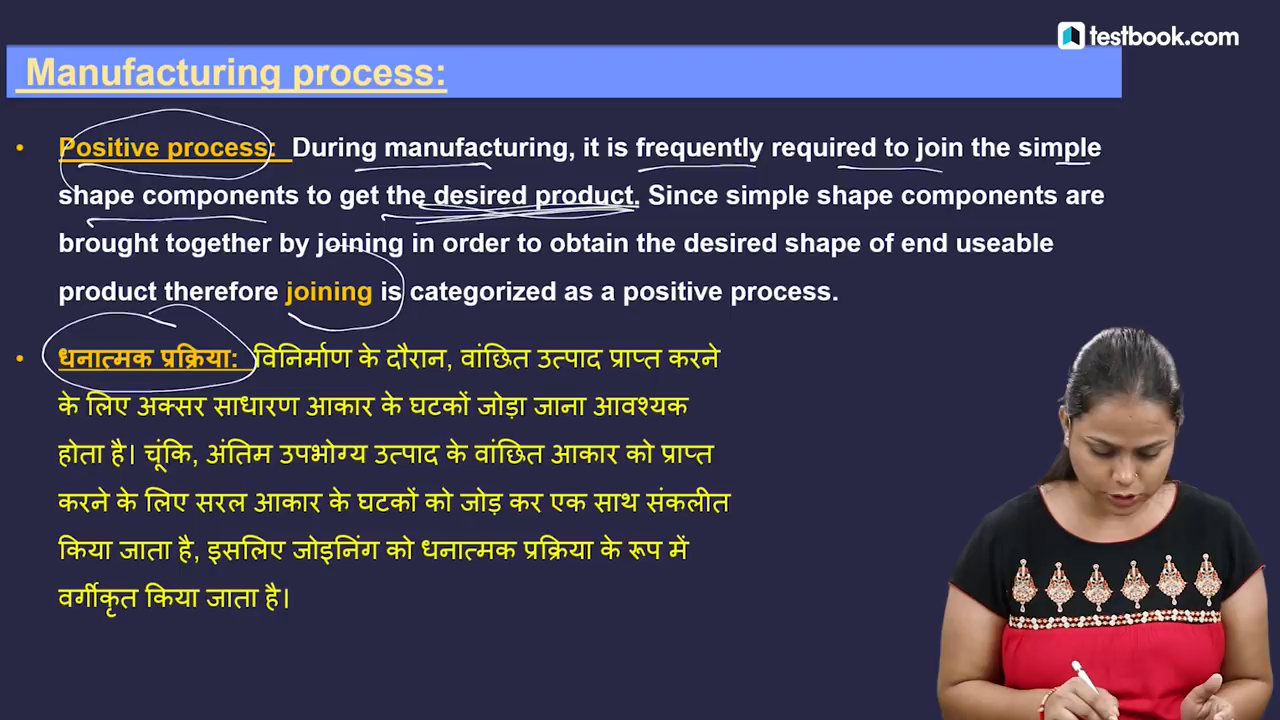 testbook.com
Manufacturing process:
• Positive process: During manufacturing, it is frequently required to join the simple
shape components to get the desired product. Since simple shape components are
brought together by joining in order to obtain the desired shape of end useable
product therefore joining is categorized as a positive process.
• धनात्मक प्रक्रिया: विनिर्माण के दौरान, वांछित उत्पाद प्राप्त करने
के लिए अक्सर साधारण आकार के घटकों जोड़ा जाना आवश्यक
होता है। चूंकि, अंतिम उपभोग्य उत्पाद के वांछित आकार को प्राप्त
करने के लिए सरल आकार के घटकों को जोड़ कर एक साथ संकलीत
किया जाता है, इसलिए जोइनिंग को धनात्मक प्रक्रिया के रूप में
वर्गीकृत किया जाता है।